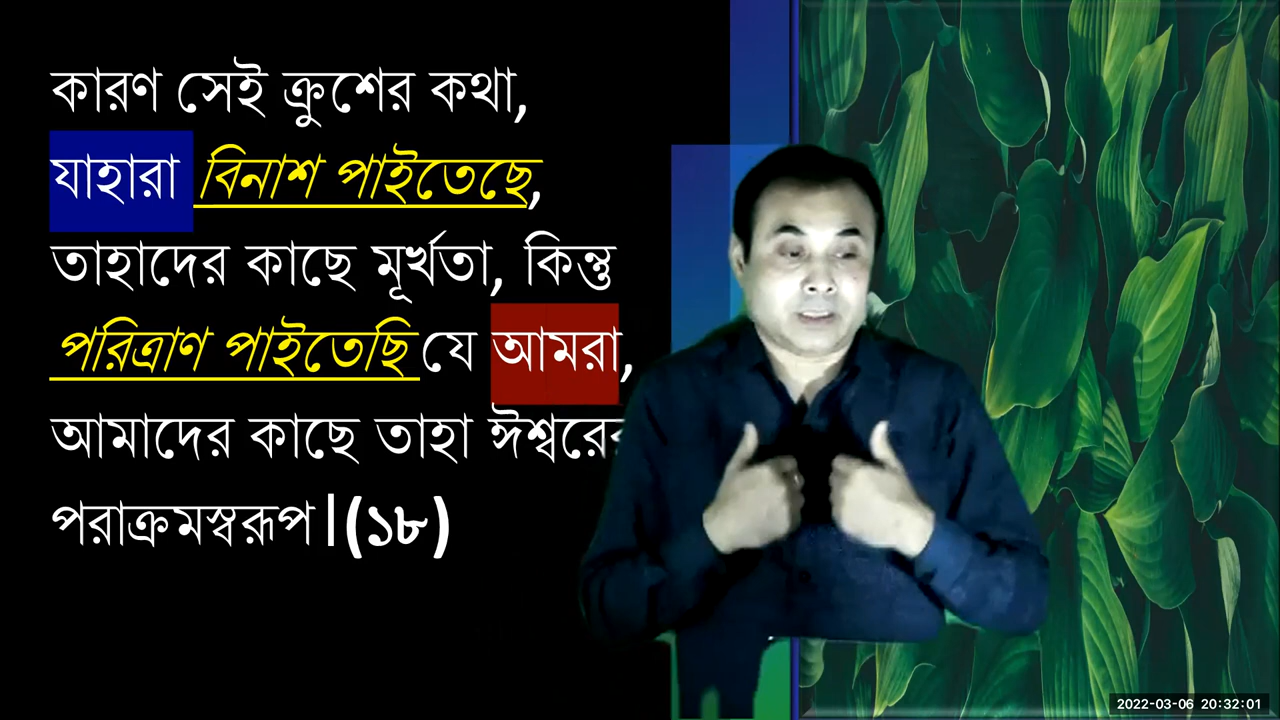 কারণ সেই ক্রুশের কথা,
যাহারা বিনাশ পাইতেছে,
তাহাদের কাছে মূর্খতা, কিন্তু
পরিত্রাণ পাইতেছি যে আমরা,
আমাদের কাছে তাহা ঈশ্বরের
পরাক্রমস্বরূপ।(১৮)
2022-03-06 20:32:01